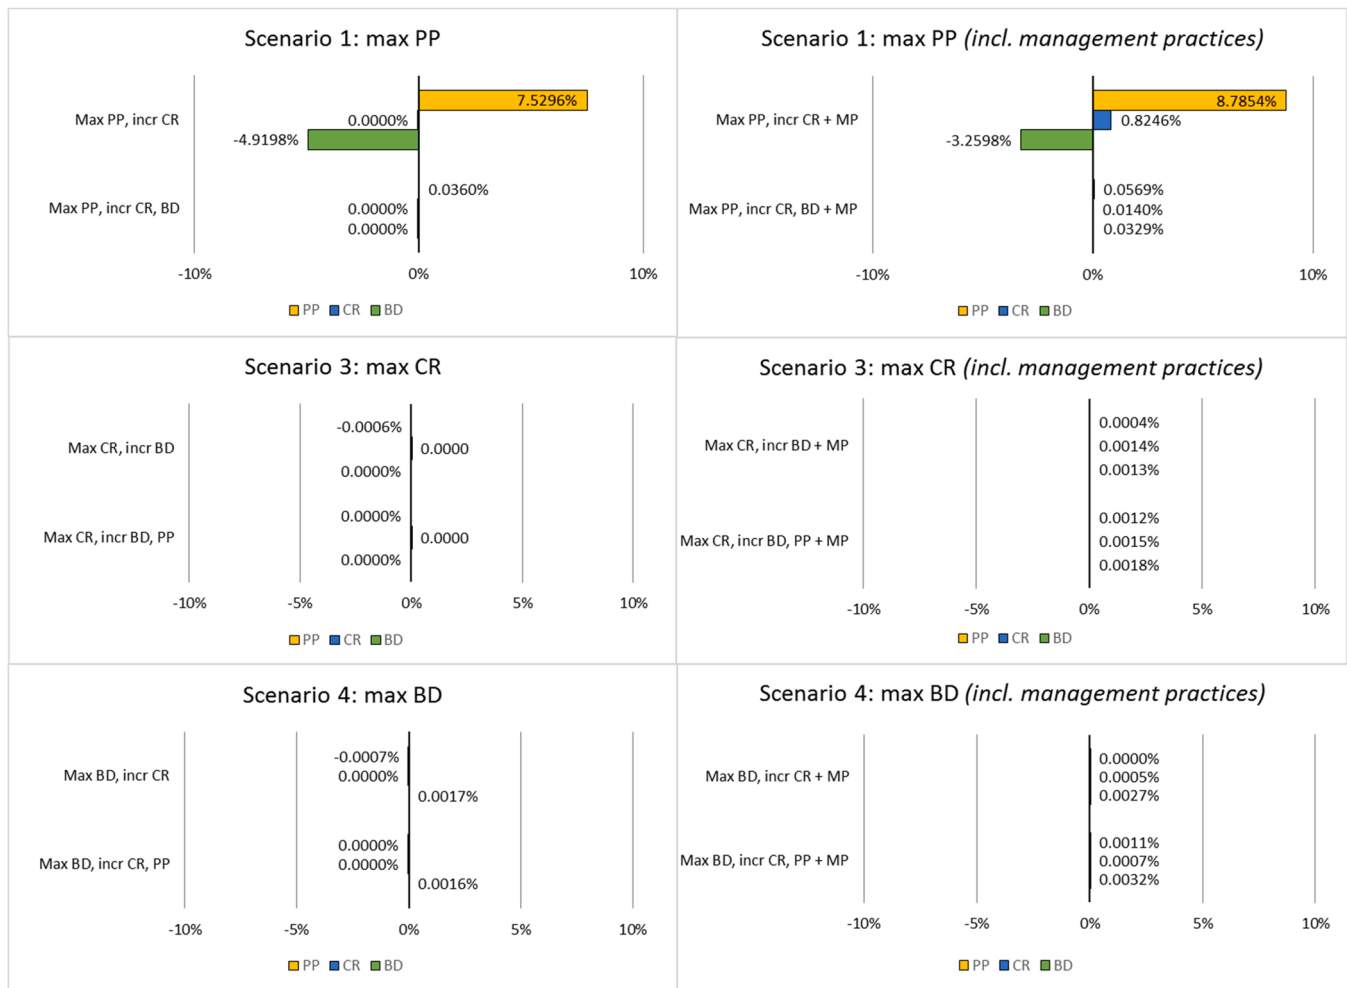 Scenario 1: max PP
Max PP, incr CR
7.5296%
0.0000%
-4.9198%
Max PP, incr CR, BD
0.0360%
0.0000%
0.0000%
-10%
0%
10%
PP CR BD
Scenario 1: max PP (incl. management practices)
Max PP, incr CR + MP
8.7854%
0.8246%
-3.2598%
Max PP, incr CR, BD + MP
0.0569%
0.0140%
0.0329%
-10%
0%
10%
PP CR BD
Scenario 3: max CR
Max CR, incr BD
-0.0006%
0.0000
0.0000%
Max CR, incr BD, PP
0.0000%
0.0000
0.0000%
-10%
-5%
0%
5%
10%
PP CR BD
Scenario 3: max CR (incl. management practices)
Max CR, incr BD + MP
0.0004%
0.0014%
0.0013%
Max CR, incr BD, PP + MP
0.0012%
0.0015%
0.0018%
-10%
-5%
0%
5%
10%
PP CR BD
Scenario 4: max BD
Max BD, incr CR
-0.0007%
0.0000%
0.0017%
Max BD, incr CR, PP
0.0000%
0.0000%
0.0016%
-10%
-5%
0%
5%
10%
PP CR BD
Scenario 4: max BD (incl. management practices)
Max BD, incr CR + MP
0.0000%
0.0005%
0.0027%
Max BD, incr CR, PP + MP
0.0011%
0.0007%
0.0032%
-10%
-5%
0%
5%
10%
PP CR BD